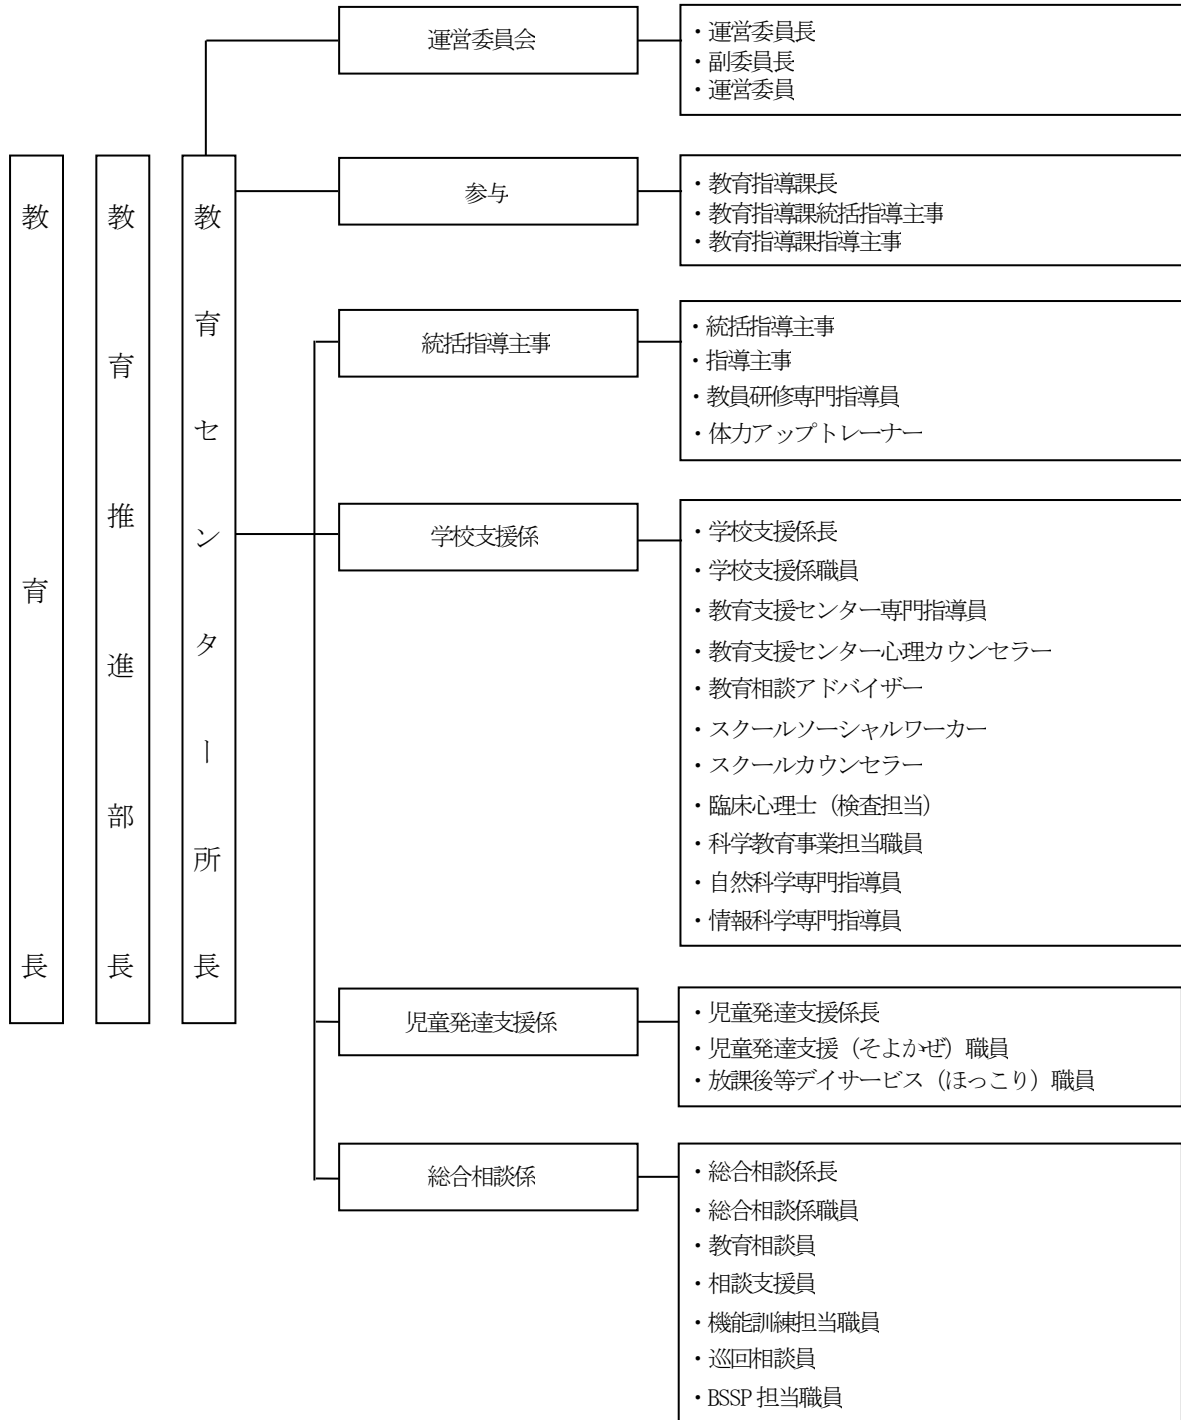 教育長
教育推進部長
教育センター所長
運営委員会
・運営委員長
・副委員長
・運営委員
参与
・教育指導課長
・教育指導課統括指導主事
・教育指導課指導主事
統括指導主事
・統括指導主事
・指導主事
・教員研修専門指導員
・体力アップトレーナー
学校支援係
・学校支援係長
・学校支援係職員
・教育支援センター専門指導員
・教育支援センター心理カウンセラー
・教育相談アドバイザー
・スクールソーシャルワーカー
・スクールカウンセラー
・臨床心理士（検査担当）
・科学教育事業担当職員
・自然科学専門指導員
・情報科学専門指導員
児童発達支援係
・児童発達支援係長
・児童発達支援（そよかぜ）職員
・放課後等デイサービス（ほっこり）職員
総合相談係
・総合相談係長
・総合相談係職員
・教育相談員
・相談支援員
・機能訓練担当職員
・巡回相談員
・BSSP 担当職員